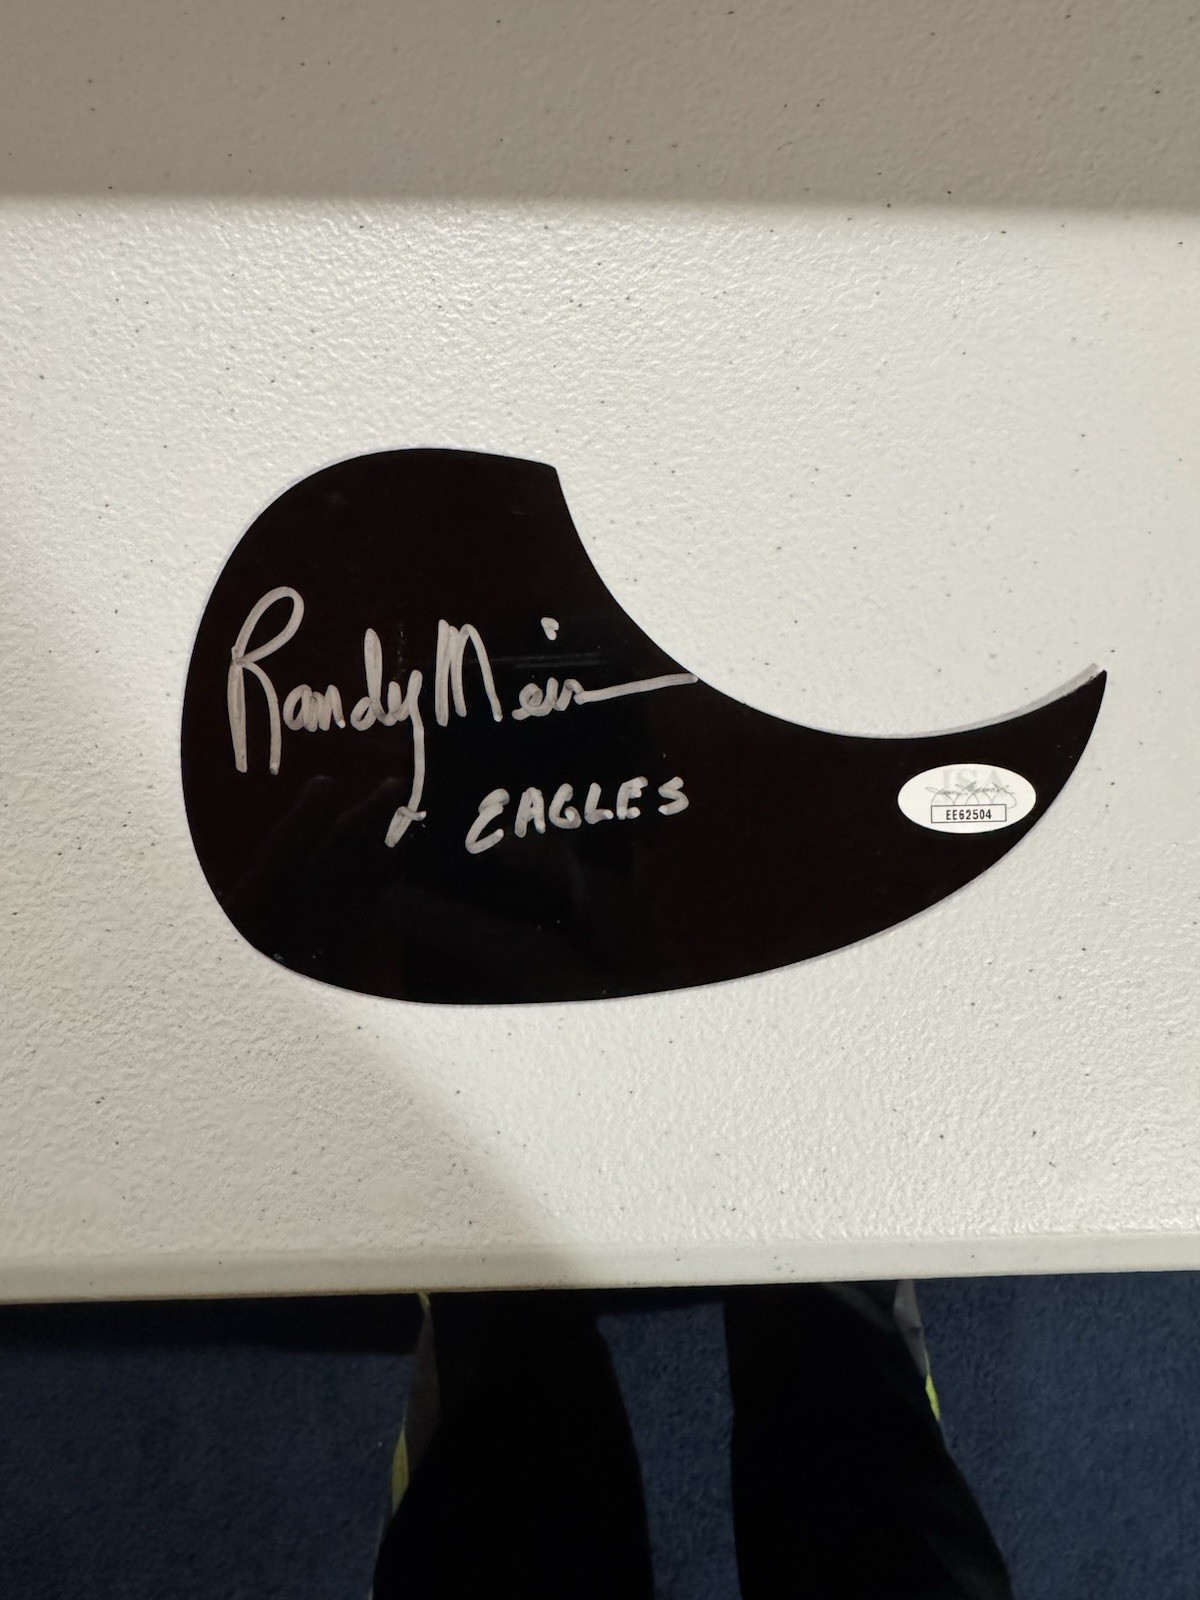 Randy Meisner
EAGLES
JSA
EE62504